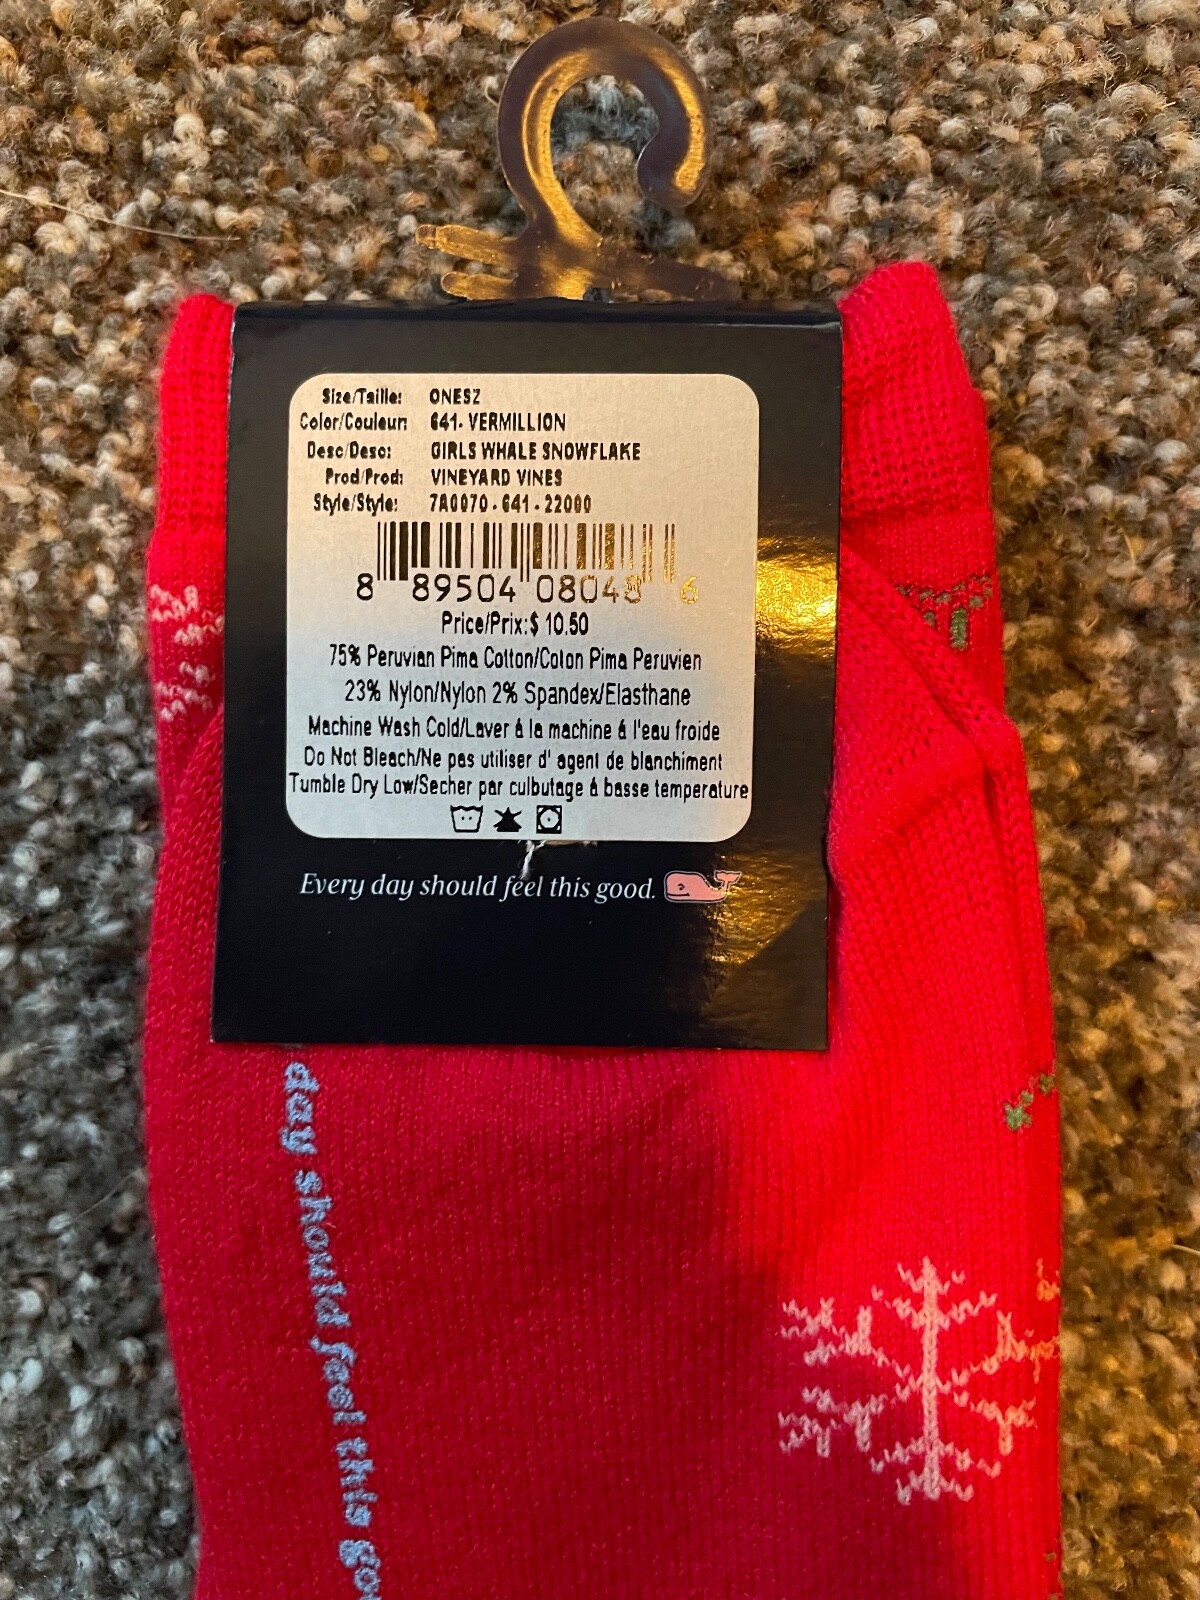 Size/Taille: ONESZ
Color/Couleur: 641- VERMILLION
Desc/Desc: GIRLS WHALE SNOWFLAKE
Prod/Prod: VINEYARD VINES
Style/Style: 7A0070 - 641 - 22000
8 89504 08048 6
Price/Prix:$ 10.50
75% Peruvian Pima Cotton/Coton Pima Peruvien
23% Nylon/Nylon 2% Spandex/Elasthane
Machine Wash Cold/Laver á la machine á l'eau froide
Do Not Bleach/Ne pas utiliser d' agent de blanchiment
Tumble Dry Low/Secher par culbutage á basse temperature
Every day should feel this good.
day should feel this go